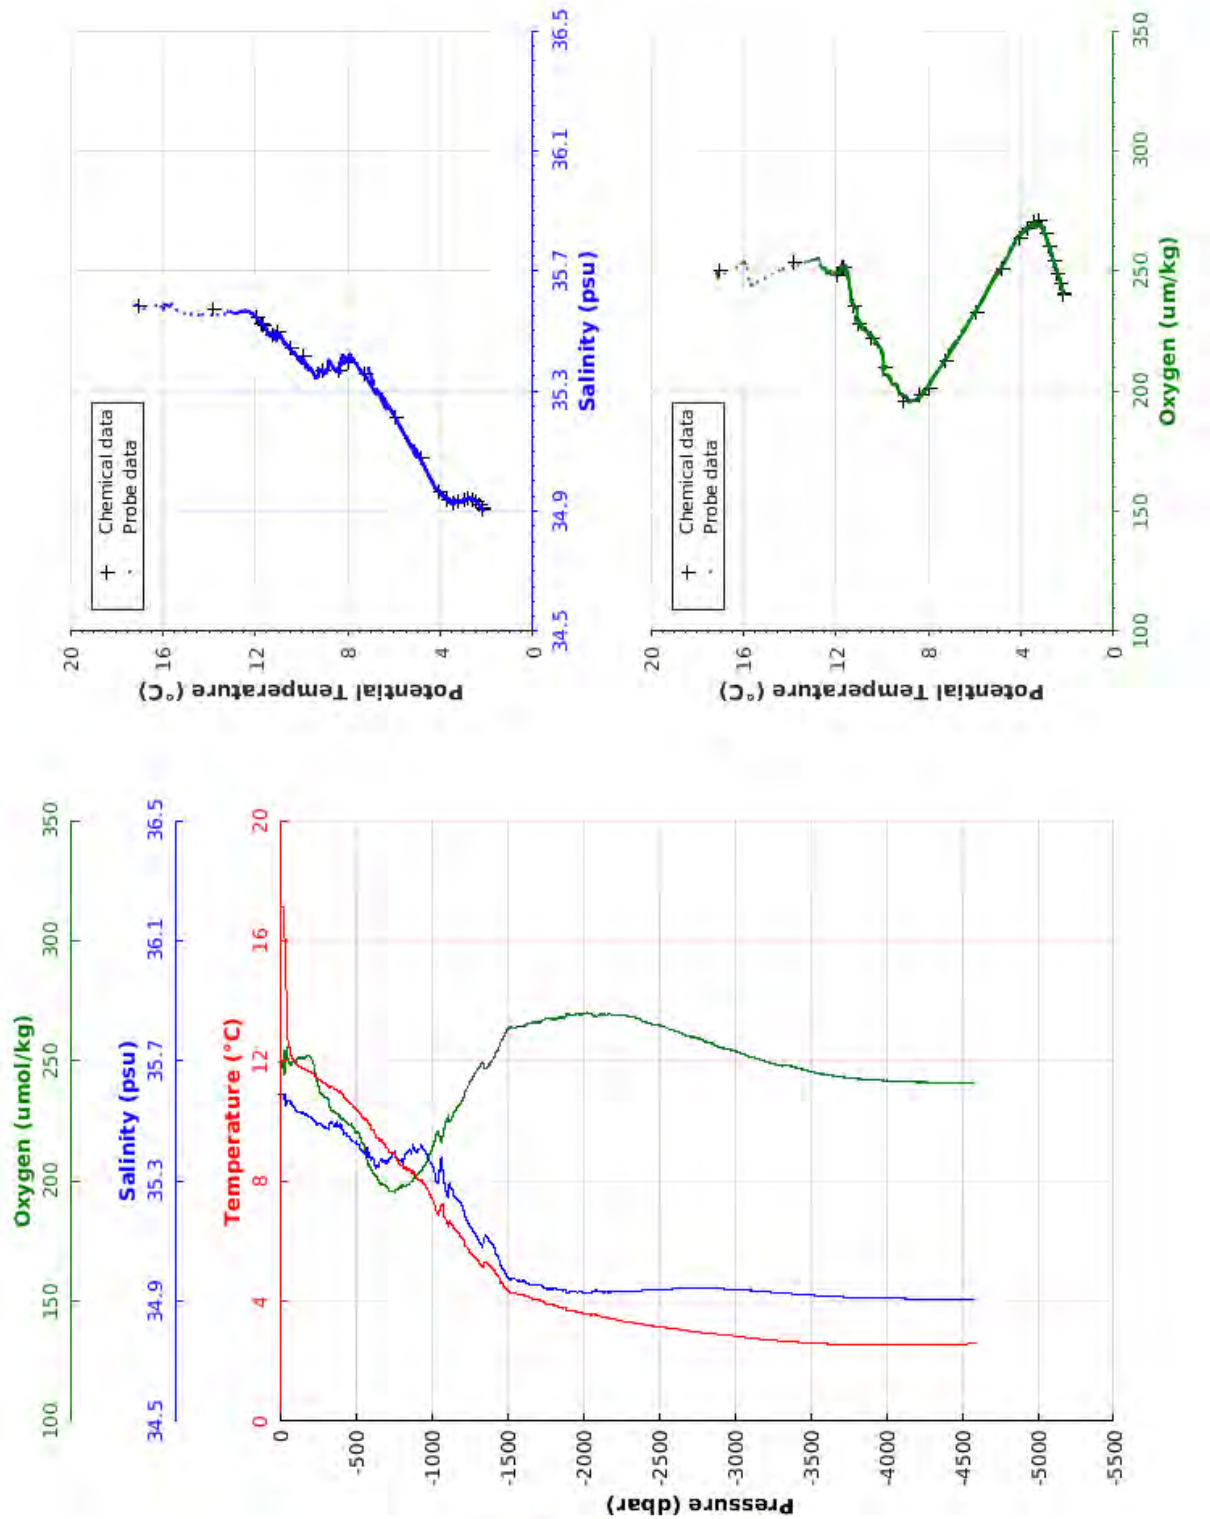 Oxygen (umol/kg)
100 150 200 250 300 350
Salinity (psu)
34.5 34.9 35.3 35.7 36.1 36.5
Temperature (°C)
0 4 8 12 16 20
Pressure (dbar)
0
-500
-1000
-1500
-2000
-2500
-3000
-3500
-4000
-4500
-5000
-5500
Potential Temperature (°C)
20
16
12
8
4
0
Chemical data
Probe data
34.5 34.9 35.3 35.7 36.1 36.5
Salinity (psu)
Potential Temperature (°C)
20
16
12
8
4
0
Chemical data
Probe data
100 150 200 250 300 350
Oxygen (um/kg)